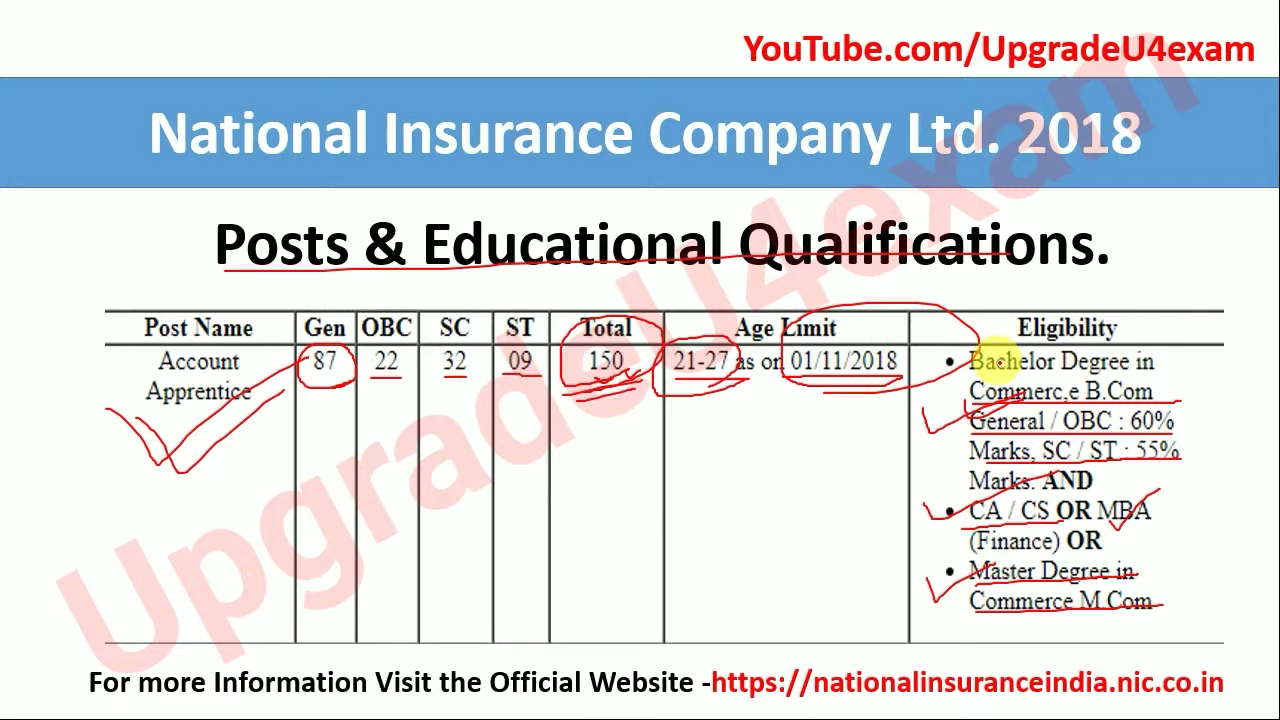 YouTube.com/UpgradeU4exam
National Insurance Company Ltd. 2018
Posts & Educational Qualifications.
Post Name Gen OBC SC ST Total Age Limit Eligibility
Account 87 22 32 09 150 21-27 as on 01/11/2018 • Bachelor Degree in
Apprentice Commerc,e B.Com
General / OBC : 60%
Marks, SC / ST : 55%
Marks. AND
• CA / CS OR MBA
(Finance) OR
• Master Degree in
Commerce M.Com
UpgradeU4exam
For more Information Visit the Official Website -https://nationalinsuranceindia.nic.co.in